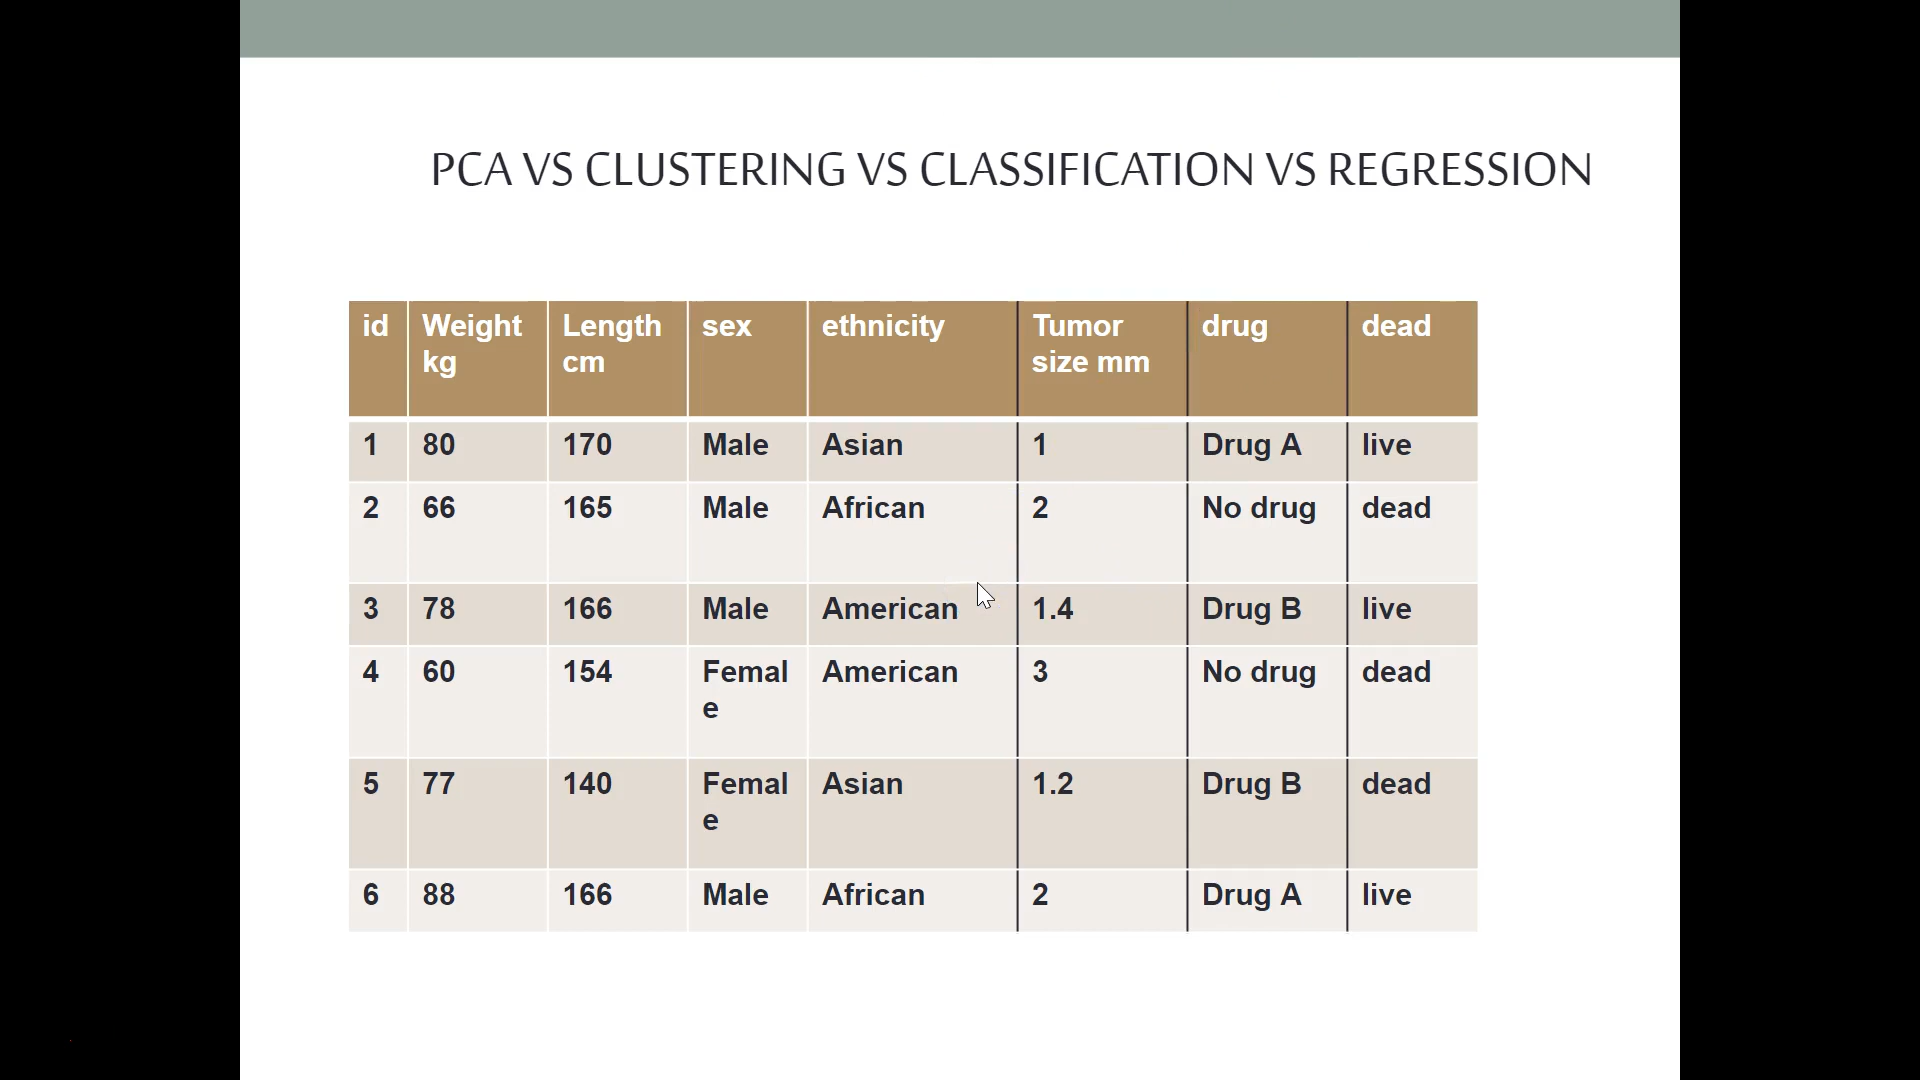 PCA VS CLUSTERING VS CLASSIFICATION VS REGRESSION
id Weight kg Length cm sex ethnicity Tumor size mm drug dead
1 80 170 Male Asian 1 Drug A live
2 66 165 Male African 2 No drug dead
3 78 166 Male American 1.4 Drug B live
4 60 154 Female American 3 No drug dead
5 77 140 Female Asian 1.2 Drug B dead
6 88 166 Male African 2 Drug A live